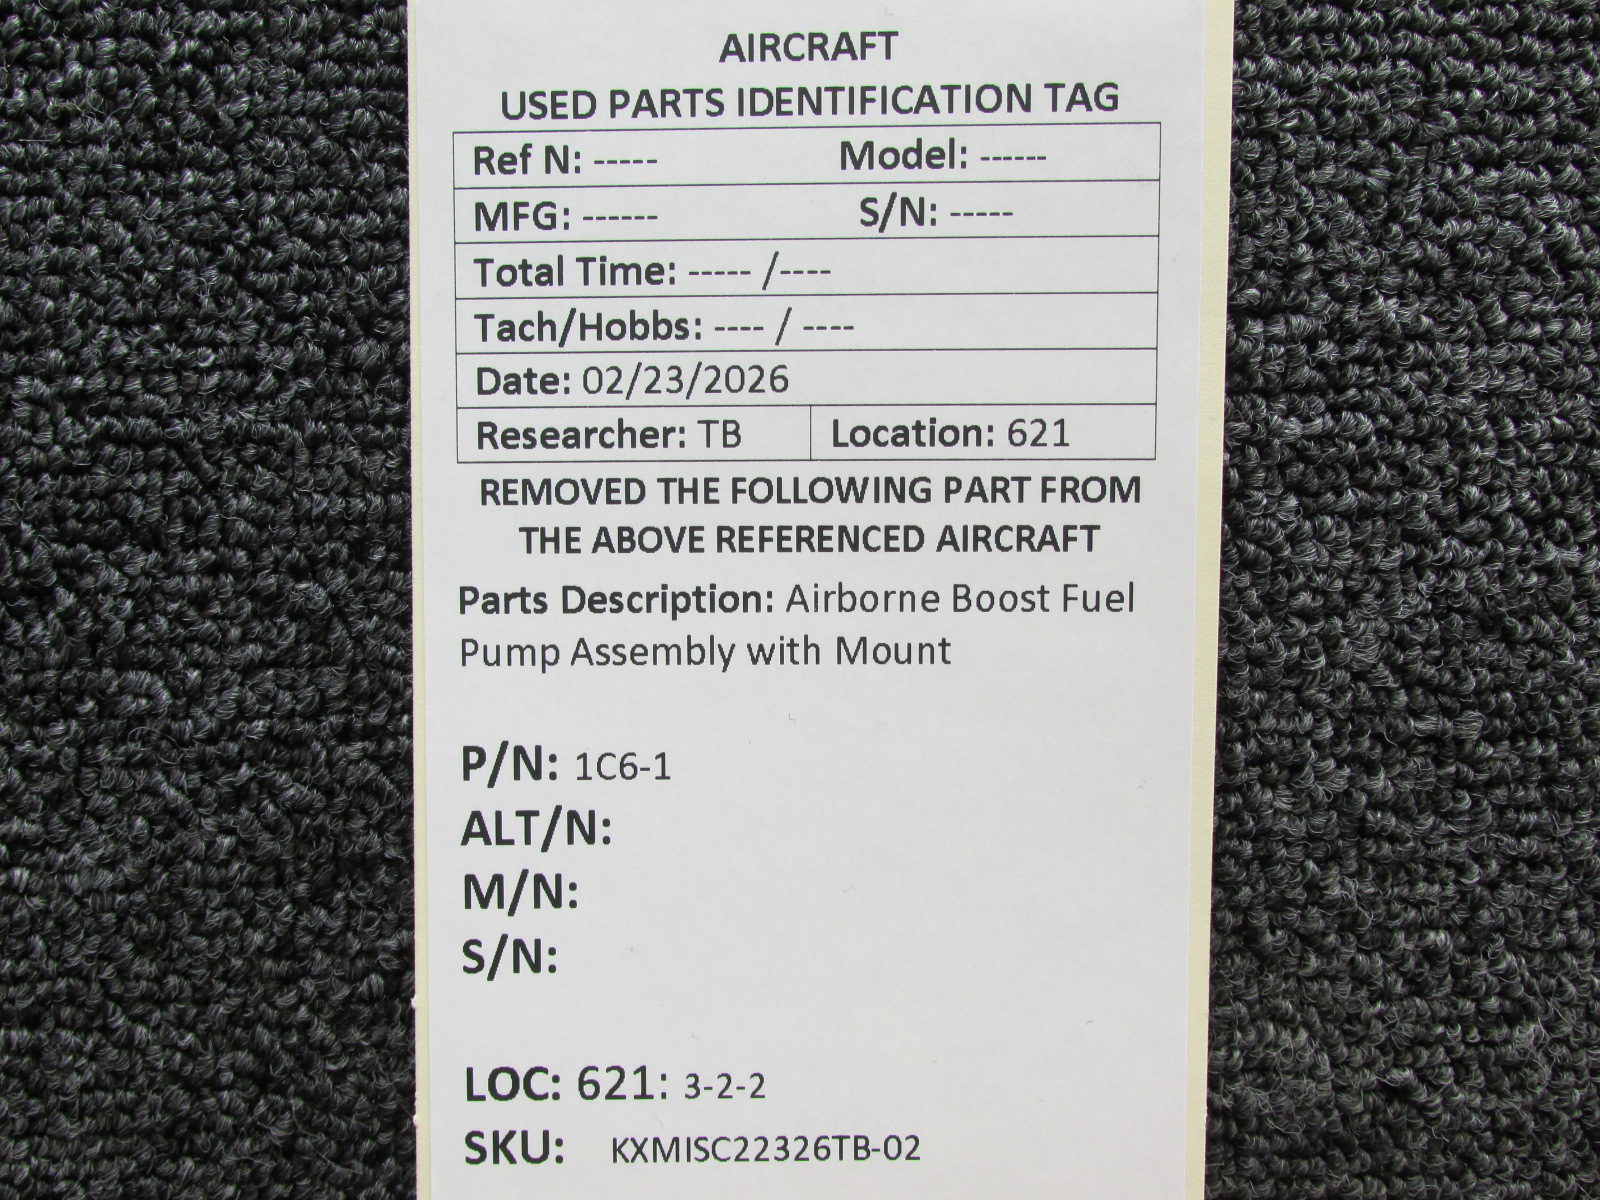 AIRCRAFT
USED PARTS IDENTIFICATION TAG
Ref N: ----- Model: ------
MFG: ------ S/N: -----
Total Time: ----- /----
Tach/Hobbs: ---- / ----
Date: 02/23/2026
Researcher: TB Location: 621
REMOVED THE FOLLOWING PART FROM
THE ABOVE REFERENCED AIRCRAFT
Parts Description: Airborne Boost Fuel
Pump Assembly with Mount
P/N: 1C6-1
ALT/N:
M/N:
S/N:
LOC: 621: 3-2-2
SKU: KXMISC22326TB-02